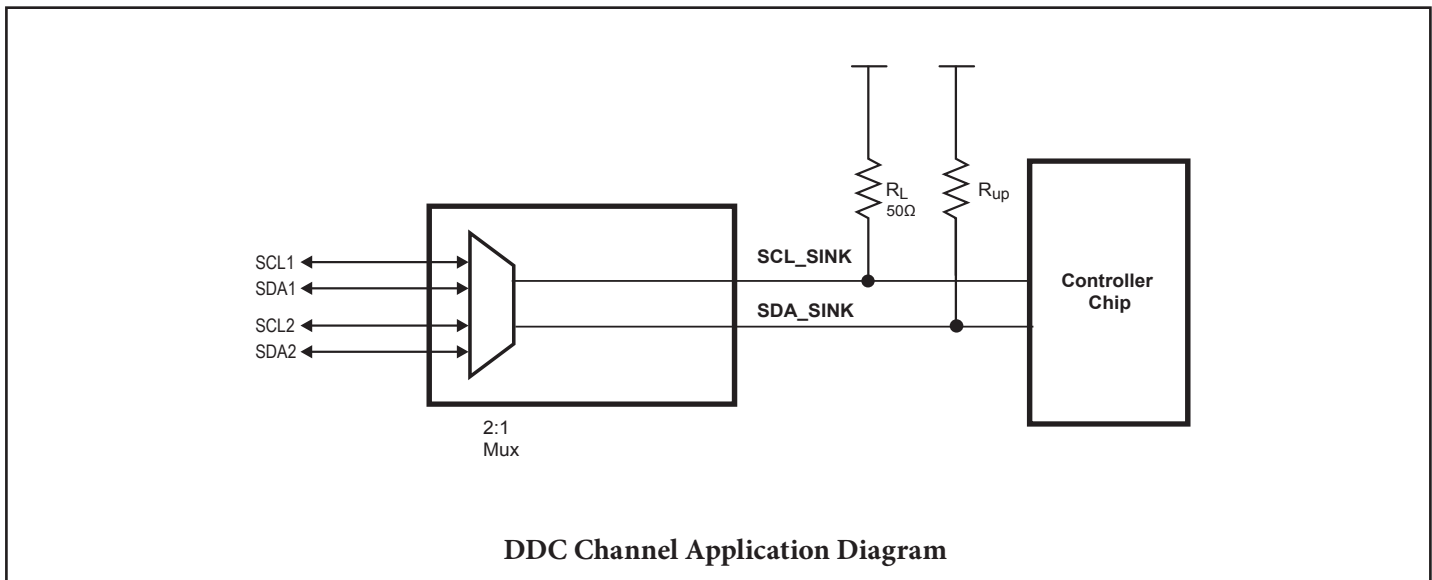 RL
50Ω
Rup
SCL1
SDA1
SCL2
SDA2
SCL_SINK
SDA_SINK
Controller
Chip
2:1
Mux
DDC Channel Application Diagram